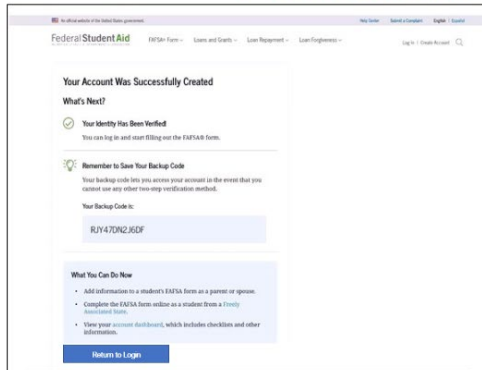 An official website of the United States government.
Help Center Submit a Complaint English | Español
Federal Student Aid
FAFSA® Form Loans and Grants Loan Repayment Loan Forgiveness
Log In | Create Account
Your Account Was Successfully Created
What's Next?
Your Identity Has Been Verified!
You can log in and start filling out the FAFSA® form.
Remember to Save Your Backup Code
Your backup code lets you access your account in the event that you
cannot use any other two-step verification method.
Your Backup Code is:
RJY47DN2J6DF
What You Can Do Now
• Add information to a student's FAFSA form as a parent or spouse.
• Complete the FAFSA form online as a student from a Freely
Associated State.
• View your account dashboard, which includes checklists and other
information.
Return to Login